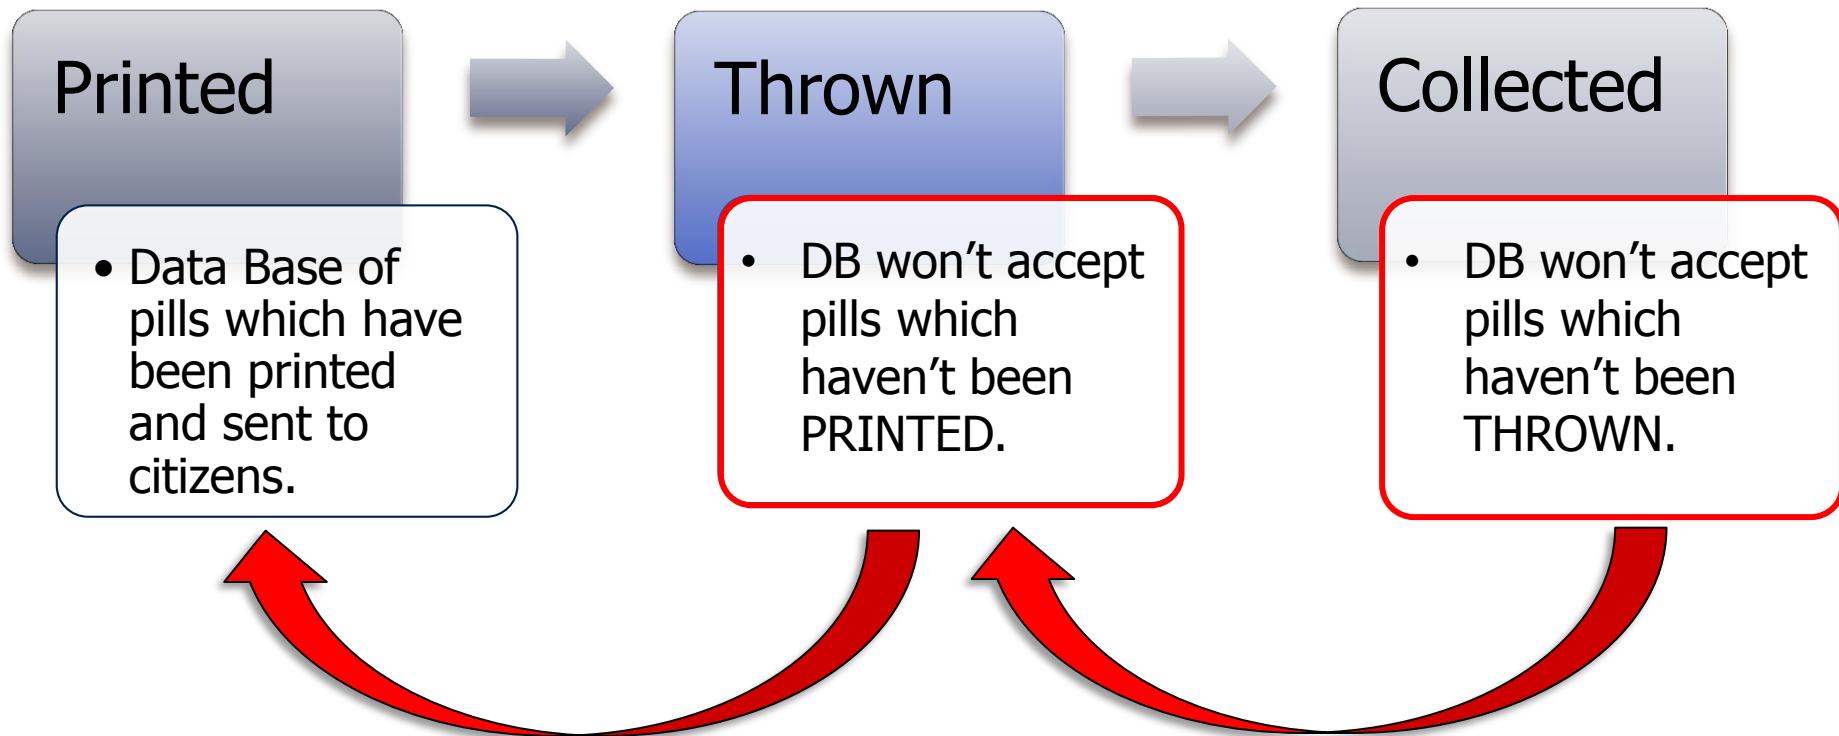 Printed
Thrown
Collected
• Data Base of
pills which have
been printed
and sent to
citizens.
• DB won’t accept
pills which
haven’t been
PRINTED.
• DB won’t accept
pills which
haven’t been
THROWN.